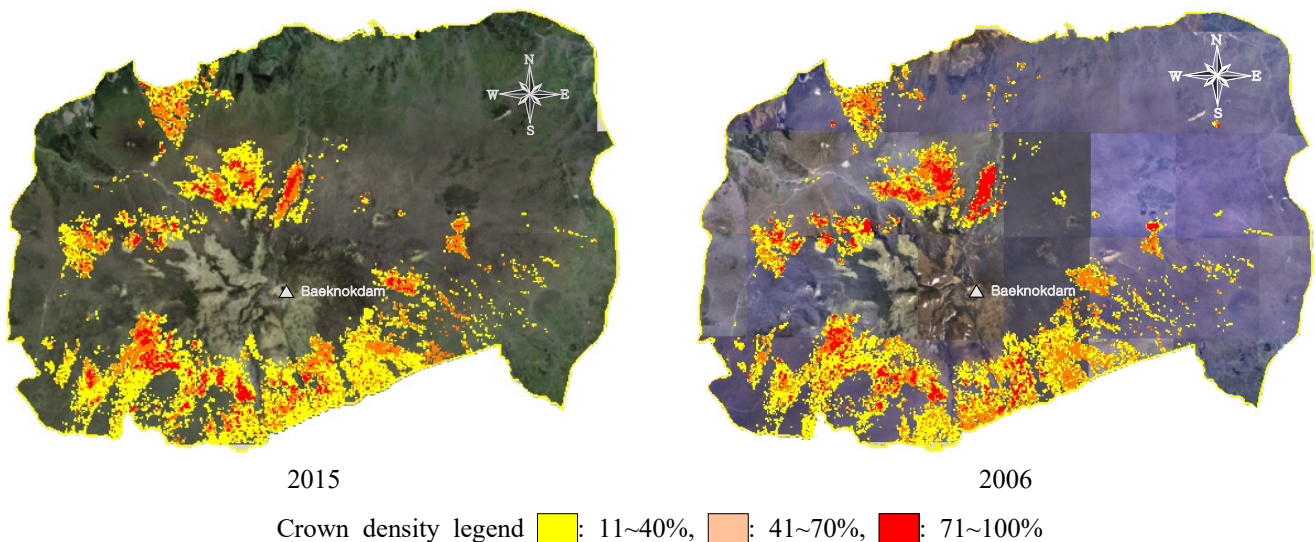 N
W E
S
Baeknokdam
2015
N
W E
S
Baeknokdam
2006
Crown density legend : 11~40%, : 41~70%, : 71~100%